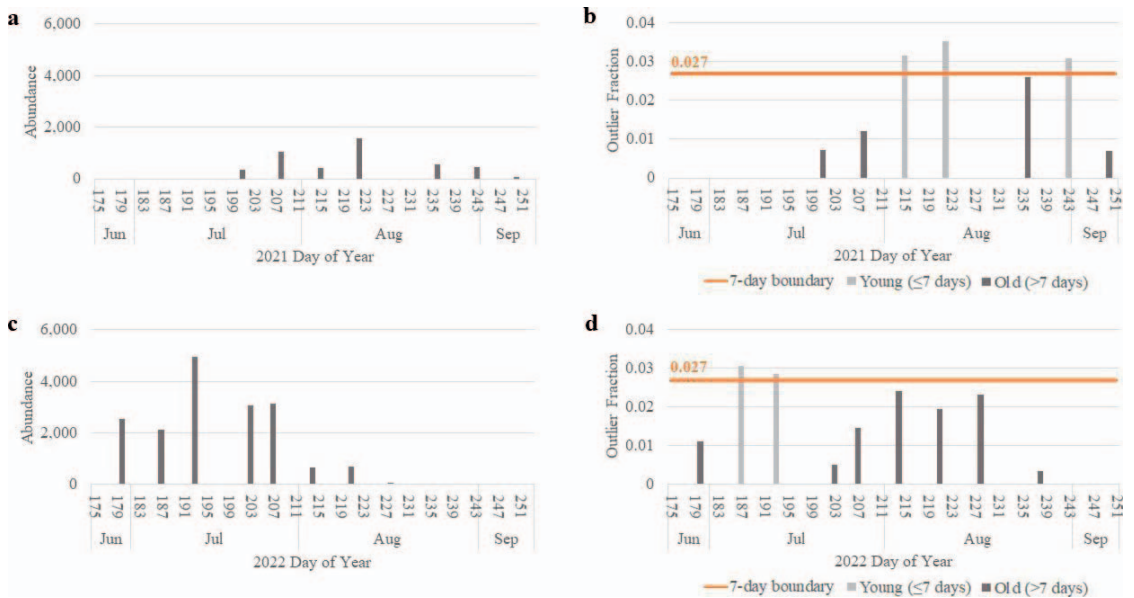 a
6,000
4,000
2,000
0
Abundance
175 179 183 187 191 195 199 203 207 211 215 219 223 227 231 235 239 243 247 251
Jun Jul Aug Sep
2021 Day of Year
b
0.04
0.03
0.02
0.01
0
Outlier Fraction
0.027
175 179 183 187 191 195 199 203 207 211 215 219 223 227 231 235 239 243 247 251
Jun Jul Aug Sep
2021 Day of Year
7-day boundary Young (≤7 days) Old (>7 days)
c
6,000
4,000
2,000
0
Abundance
175 179 183 187 191 195 199 203 207 211 215 219 223 227 231 235 239 243 247 251
Jun Jul Aug Sep
2022 Day of Year
d
0.04
0.03
0.02
0.01
0
Outlier Fraction
0.027
175 179 183 187 191 195 199 203 207 211 215 219 223 227 231 235 239 243 247 251
Jun Jul Aug Sep
2022 Day of Year
7-day boundary Young (≤7 days) Old (>7 days)